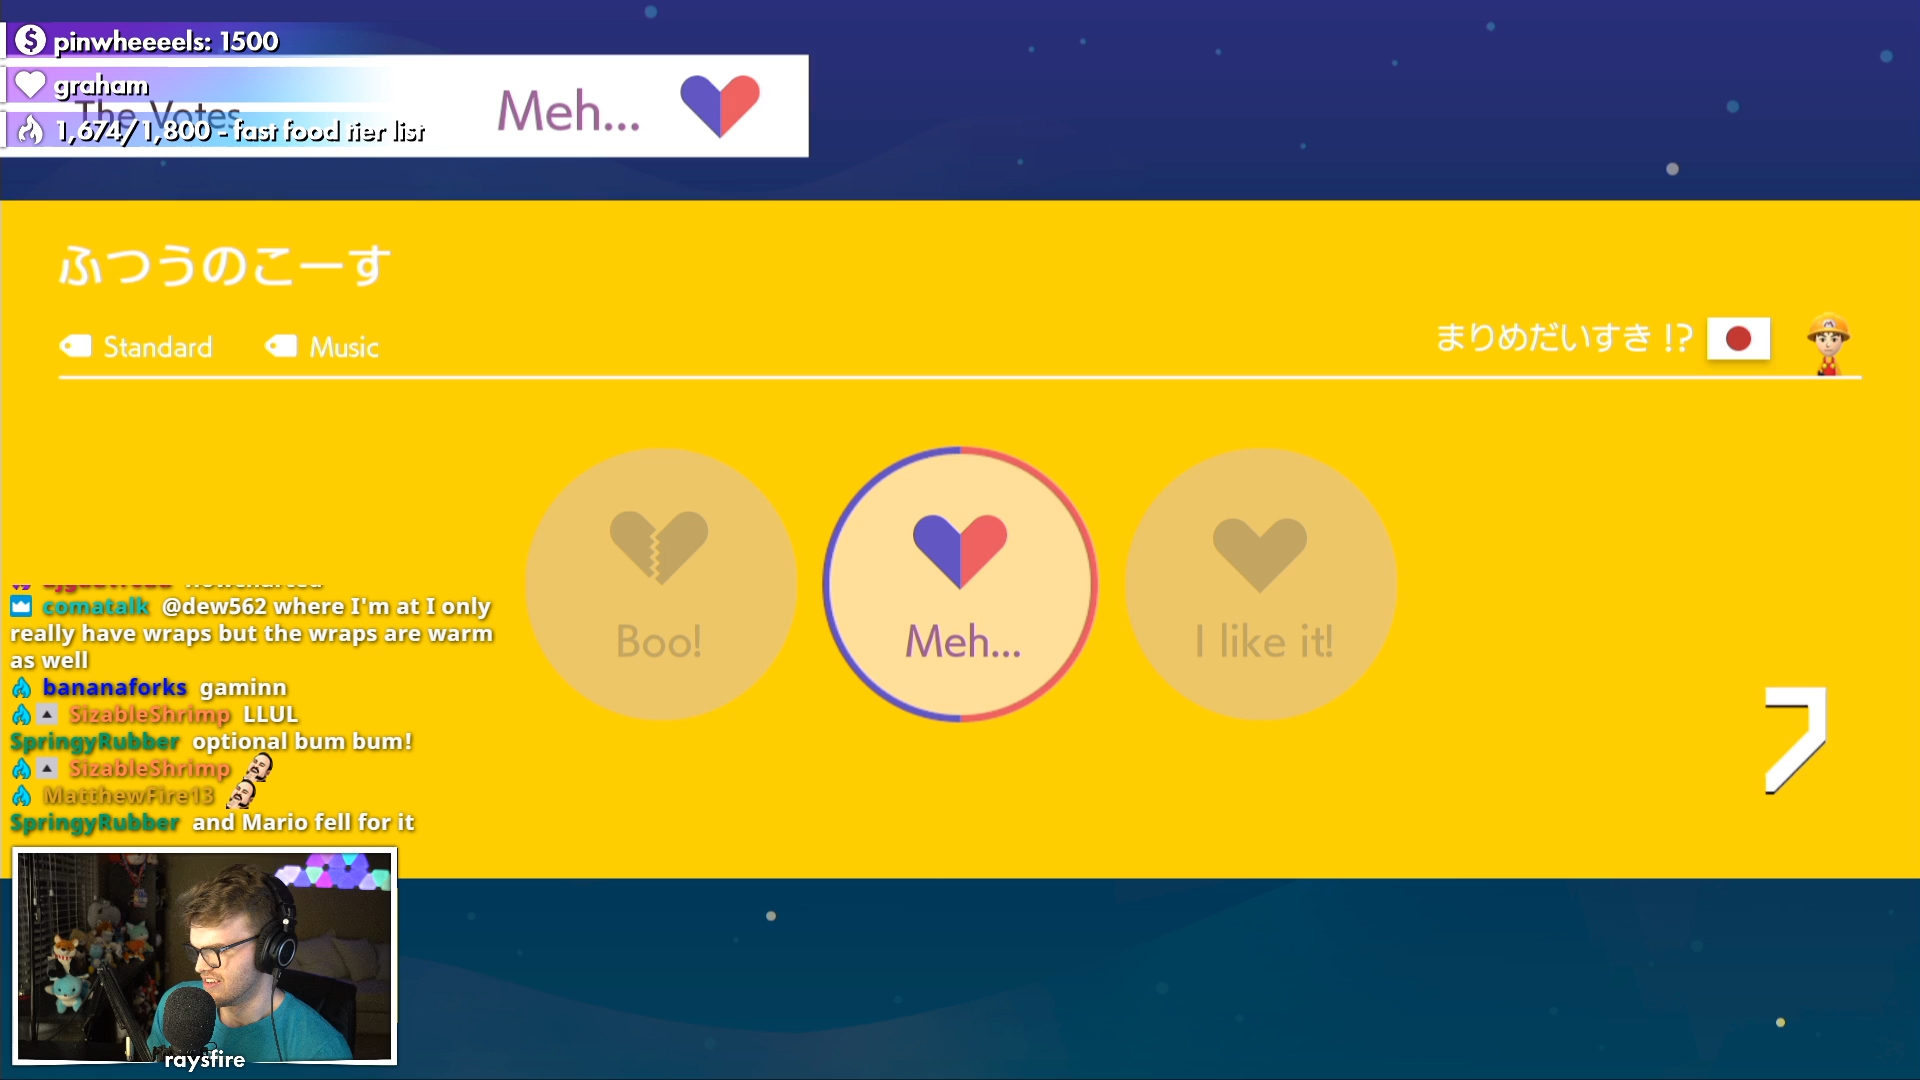 pinwheeeels: 1500
graham
The Votes
1,674/1,800 - fast food tier list
Meh...
ふつうのこーす
Standard
Music
まりめだいすき !?
Boo!
Meh...
I like it!
7
comatalk @dew562 where I'm at I only
really have wraps but the wraps are warm
as well
bananaforks gaminn
SizableShrimp LLUL
SpringyRubber optional bum bum!
SizableShrimp
MatthewFire13
SpringyRubber and Mario fell for it
raysfire